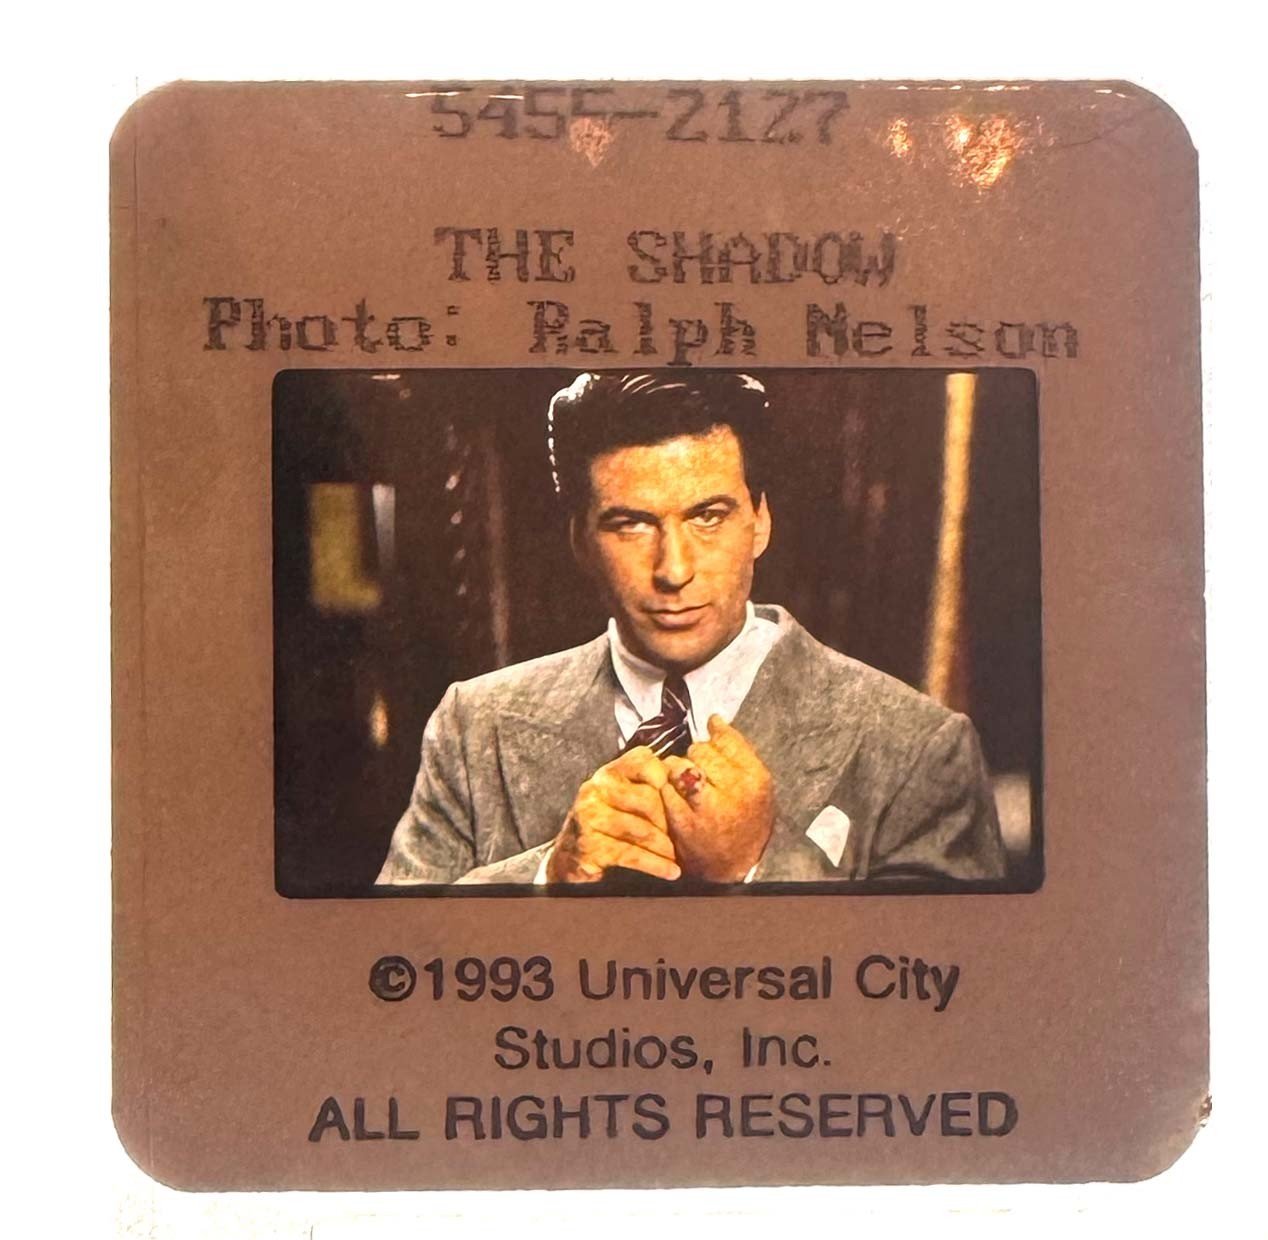 5455-2127
THE SHADOW
Photo: Ralph Nelson
©1993 Universal City
Studios, Inc.
ALL RIGHTS RESERVED